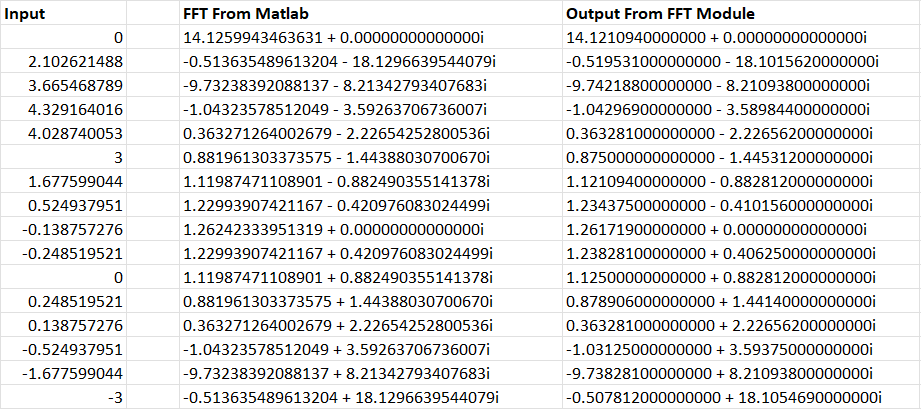 Input FFT From Matlab Output From FFT Module
0 14.1259943463631 + 0.00000000000000i 14.1210940000000 + 0.00000000000000i
2.102621488 -0.513635489613204 - 18.1296639544079i -0.519531000000000 - 18.1015620000000i
3.665468789 -9.73238392088137 - 8.21342793407683i -9.74218800000000 - 8.21093800000000i
4.329164016 -1.04323578512049 - 3.59263706736007i -1.04296900000000 - 3.58984400000000i
4.028740053 0.363271264002679 - 2.22654252800536i 0.363281000000000 - 2.22656200000000i
3 0.881961303373575 - 1.44388030700670i 0.875000000000000 - 1.44531200000000i
1.677599044 1.11987471108901 - 0.882490355141378i 1.12109400000000 - 0.882812000000000i
0.524937951 1.22993907421167 - 0.420976083024499i 1.23437500000000 - 0.410156000000000i
-0.138757276 1.26242333951319 + 0.00000000000000i 1.26171900000000 + 0.00000000000000i
-0.248519521 1.22993907421167 + 0.420976083024499i 1.23828100000000 + 0.406250000000000i
0 1.11987471108901 + 0.882490355141378i 1.12500000000000 + 0.882812000000000i
0.248519521 0.881961303373575 + 1.44388030700670i 0.878906000000000 + 1.44140000000000i
0.138757276 0.363271264002679 + 2.22654252800536i 0.363281000000000 + 2.22656200000000i
-0.524937951 -1.04323578512049 + 3.59263706736007i -1.03125000000000 + 3.59375000000000i
-1.677599044 -9.73238392088137 + 8.21342793407683i -9.73828100000000 + 8.21093800000000i
-3 -0.513635489613204 + 18.1296639544079i -0.507812000000000 + 18.1054690000000i